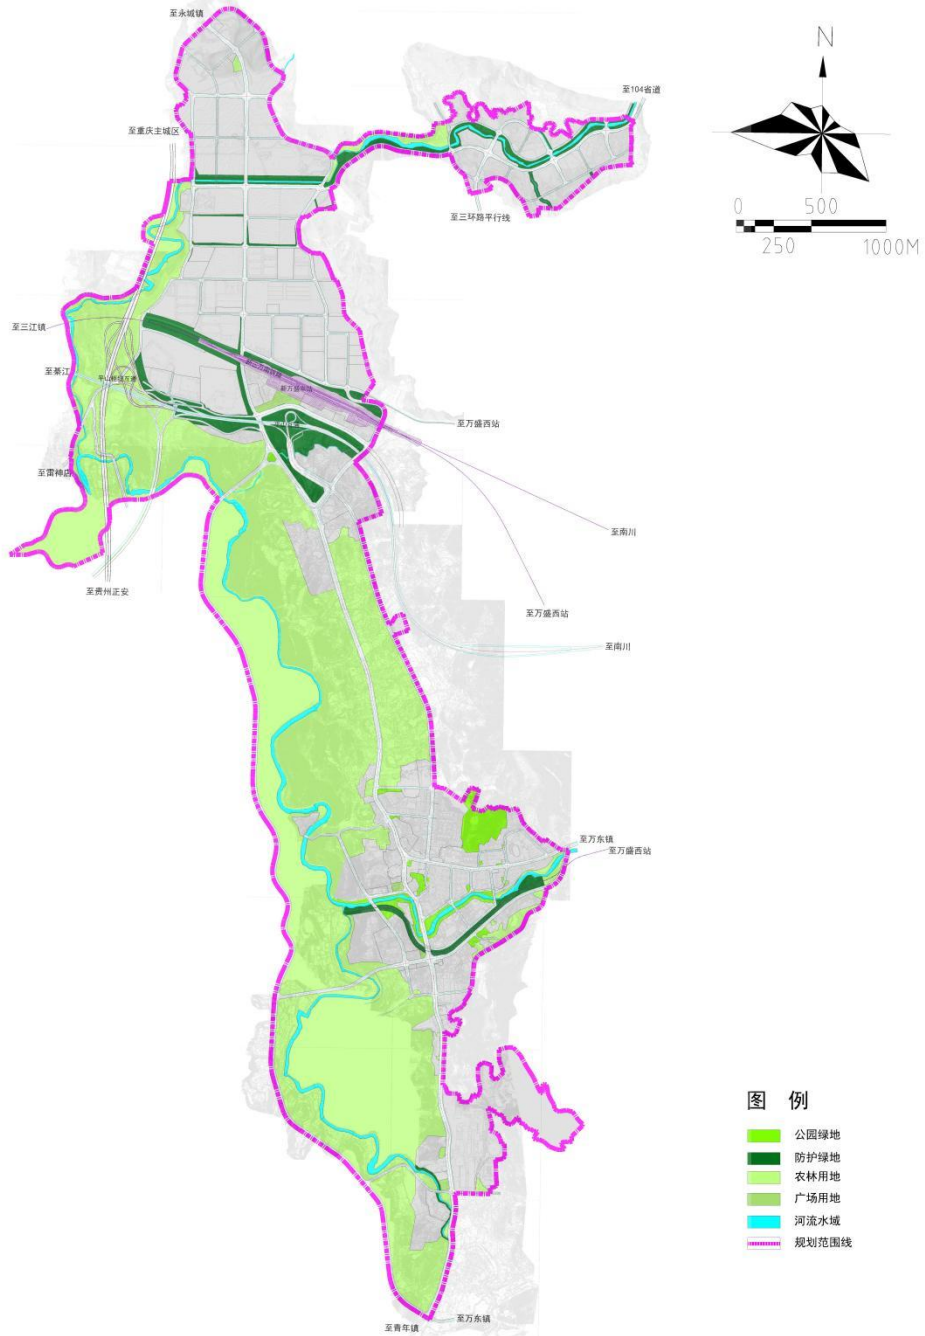 至永城镇
N
至104省道
至重庆主城区
0
500
250
1000M
至三环路平行线
至三江镇
至綦江
新万盛车站
至万盛西站
至雷神店
至南川
至贵州正安
至万盛西站
至南川
至万东镇
至万盛西站
图 例
公园绿地
防护绿地
农林用地
广场用地
河流水域
规划范围线
至青年镇
至万东镇